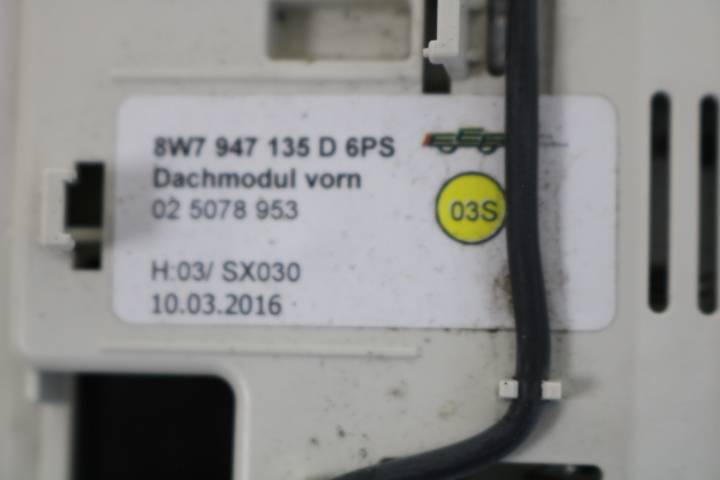 8W7 947 135 D 6PS
Dachmodul vorn
02 5078 953
03S
H:03/ SX030
10.03.2016